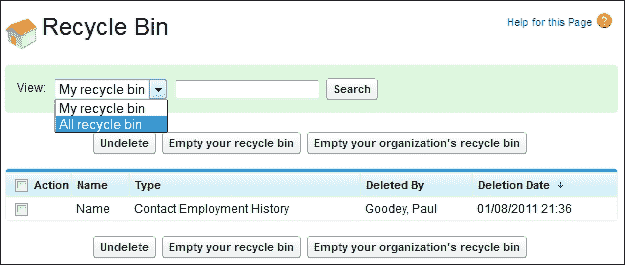 Recycle Bin
Help for this Page ?
View: My recycle bin Search
My recycle bin
All recycle bin
Undelete Empty your recycle bin Empty your organization's recycle bin
Action Name Type Deleted By Deletion Date ↓
Name Contact Employment History Goodey, Paul 01/08/2011 21:36
Undelete Empty your recycle bin Empty your organization's recycle bin